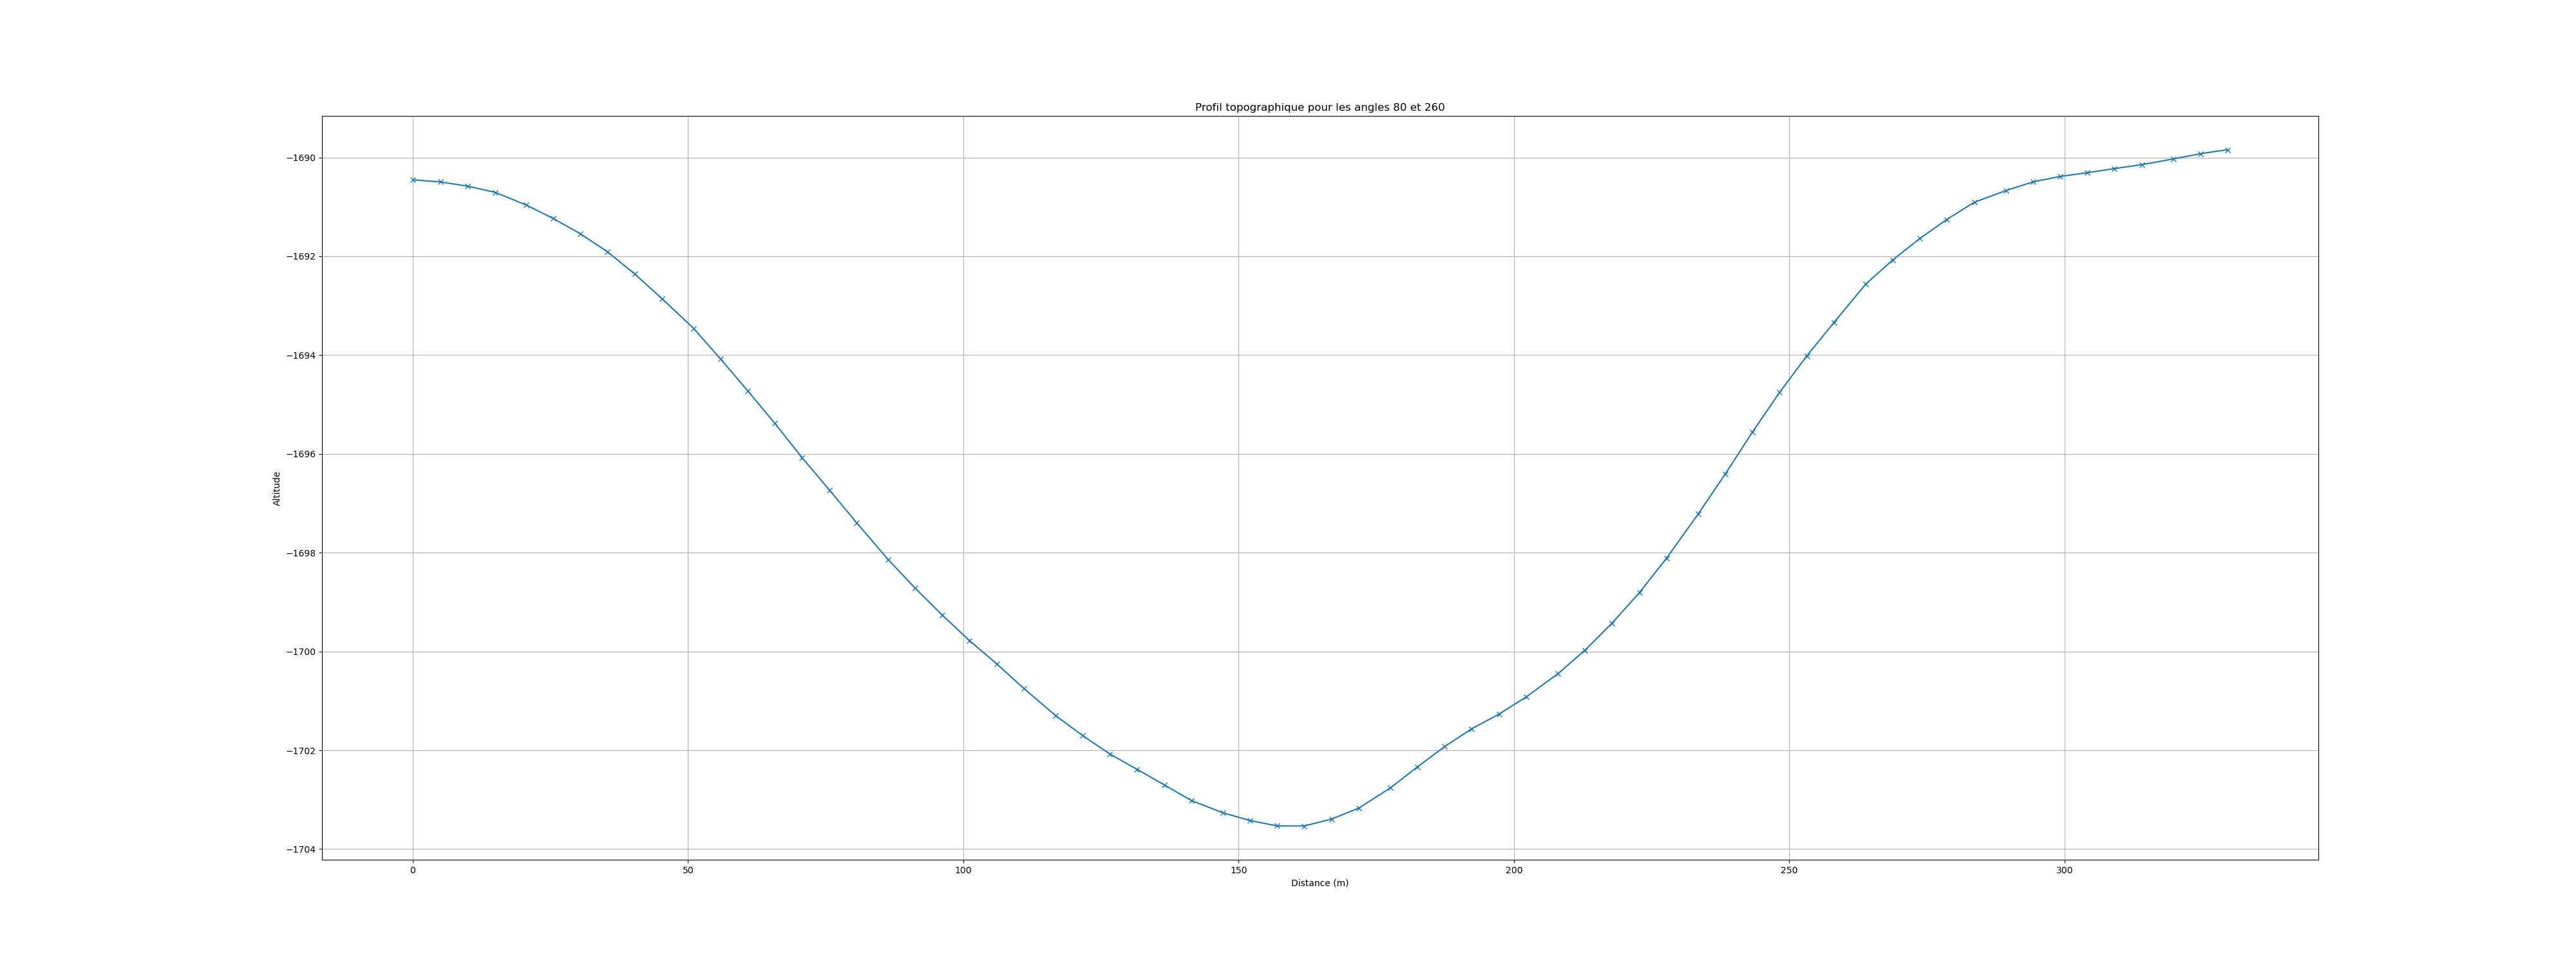 Profil topographique pour les angles 80 et 260
−1690
−1692
−1694
−1696
−1698
−1700
−1702
−1704
Altitude
0 50 100 150 200 250 300
Distance (m)